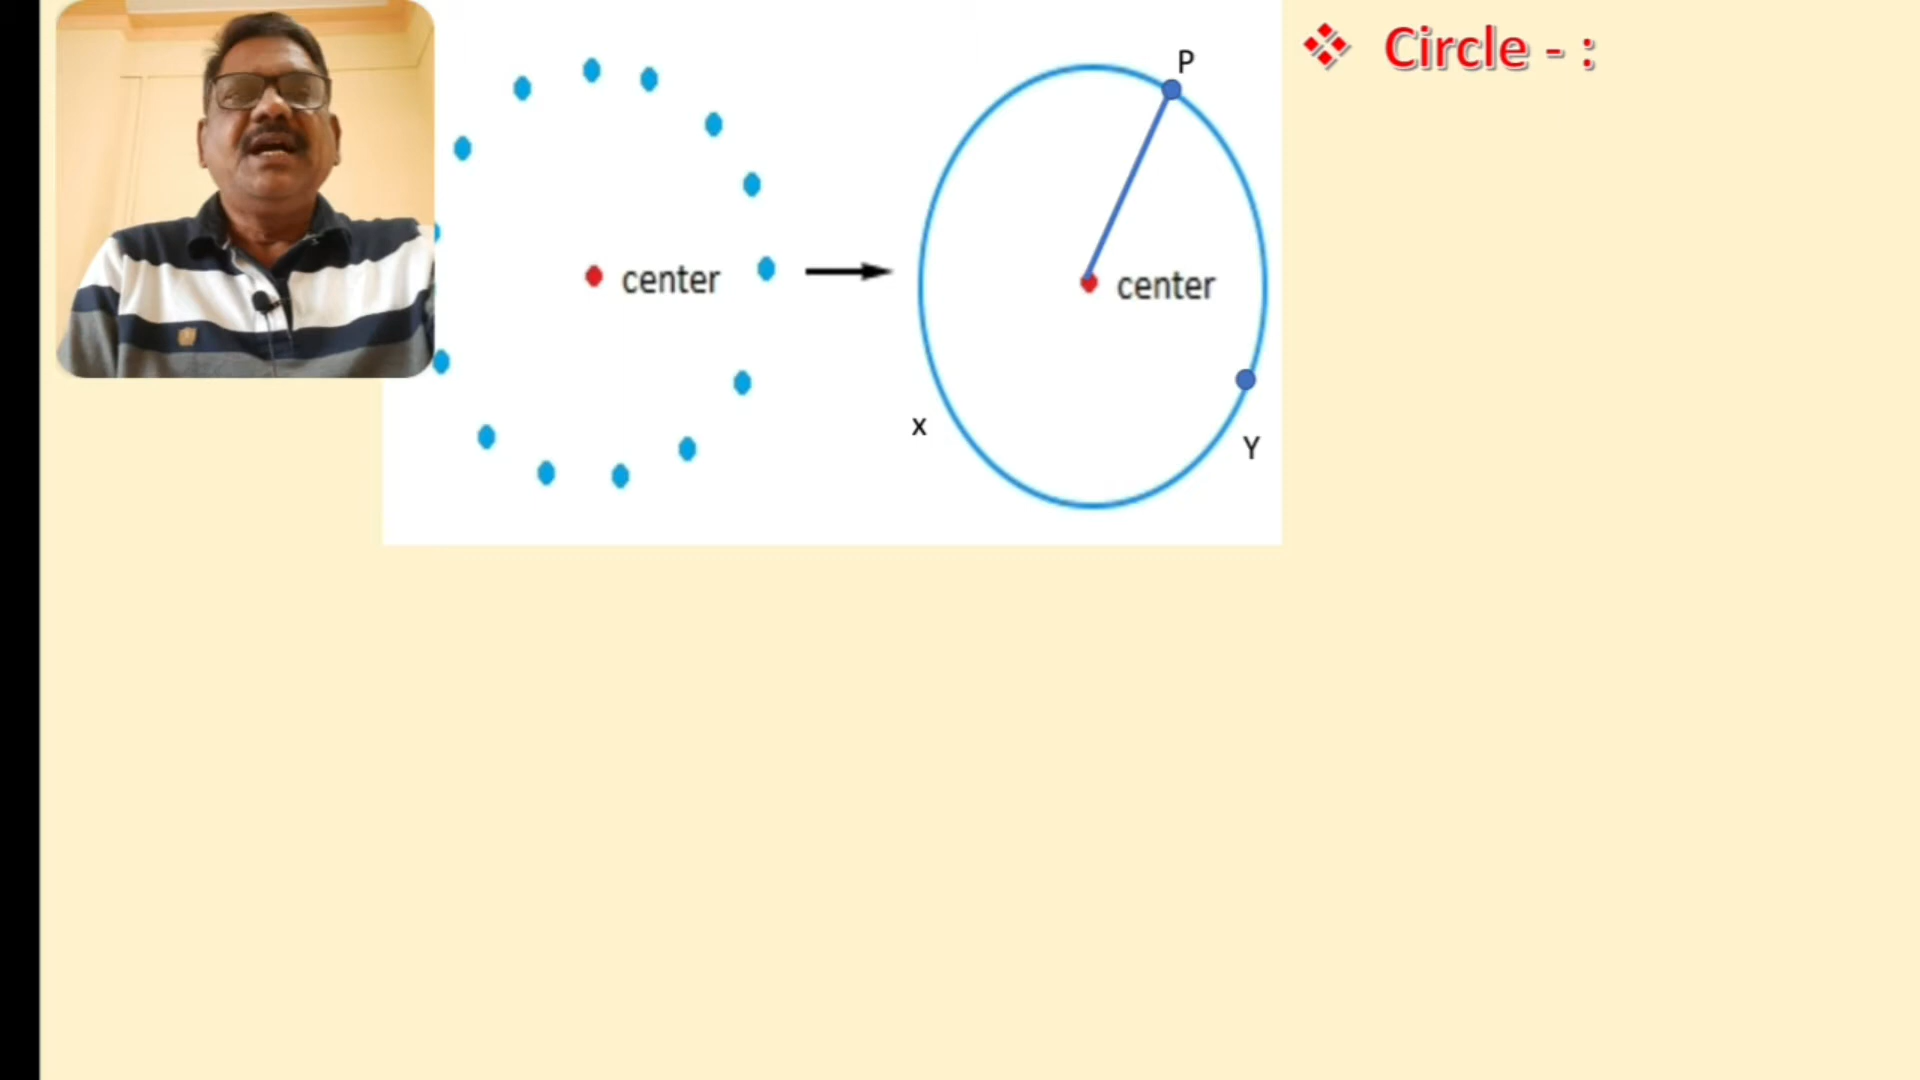 ❖ Circle - :
P
center
center
x
Y